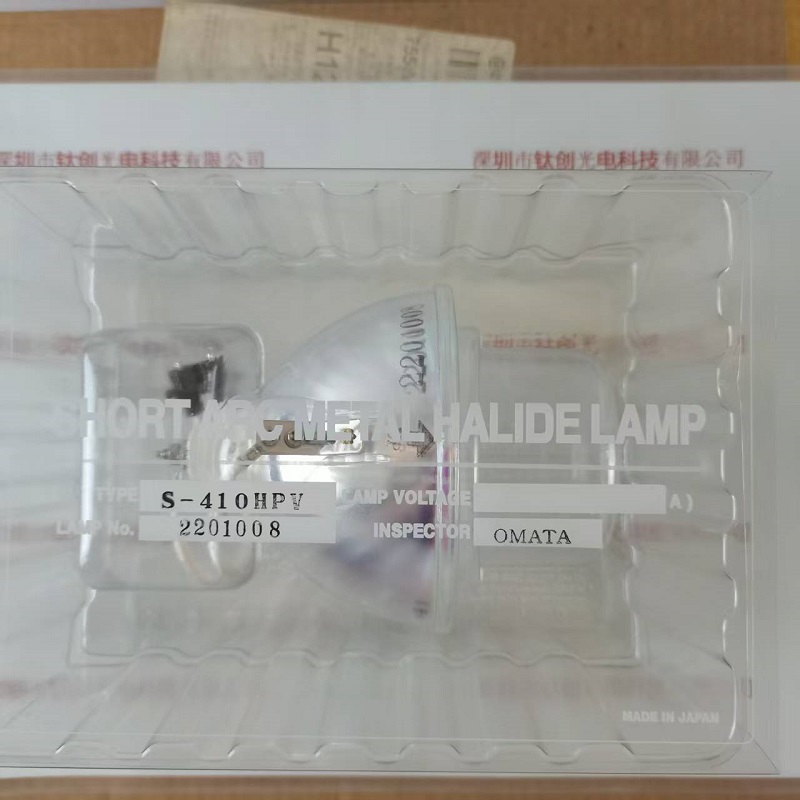 深圳市钛创光电科技有限公司
深圳市钛创光电科技有限公司
2201008
SHORT ARC METAL HALIDE LAMP
TYPE S-410HPV LAMP VOLTAGE (A)
LAMP No. 2201008 INSPECTOR OMATA
MADE IN JAPAN